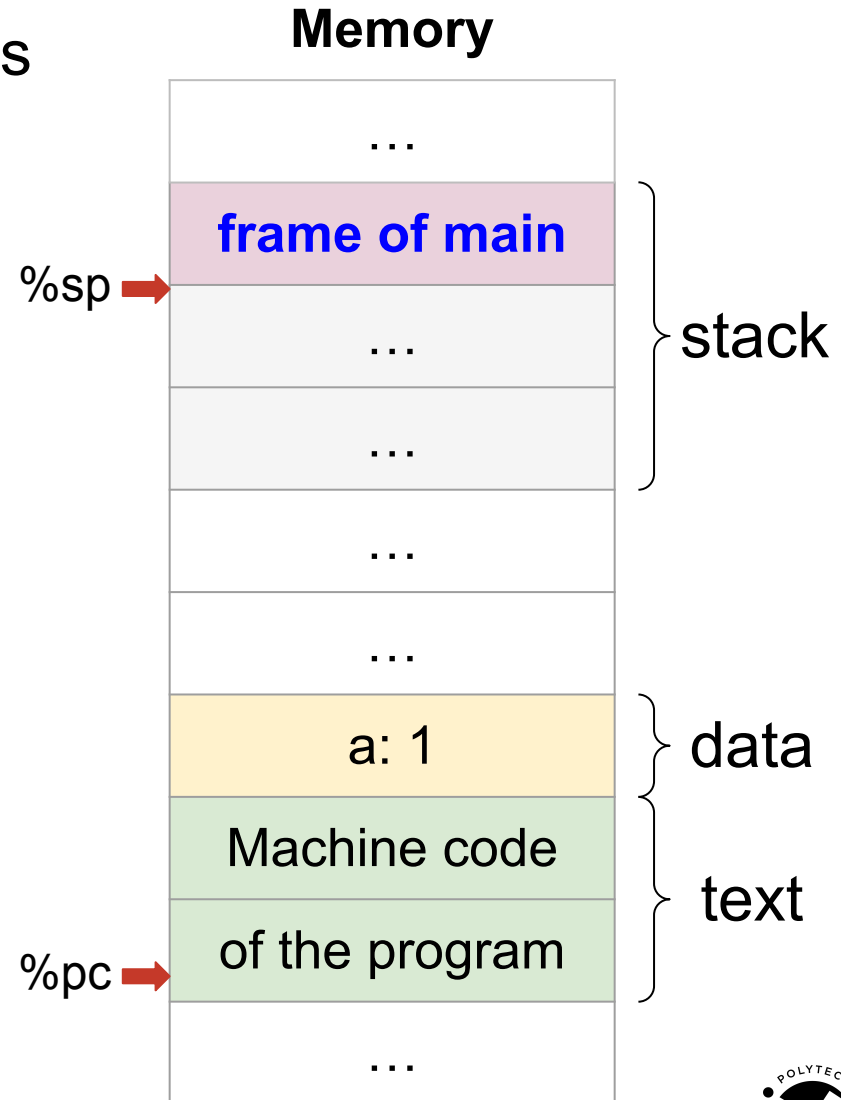 s
Memory
…
frame of main
%sp
…
stack
…
…
…
a: 1
data
Machine code
text
of the program
%pc
…
POLYTEC